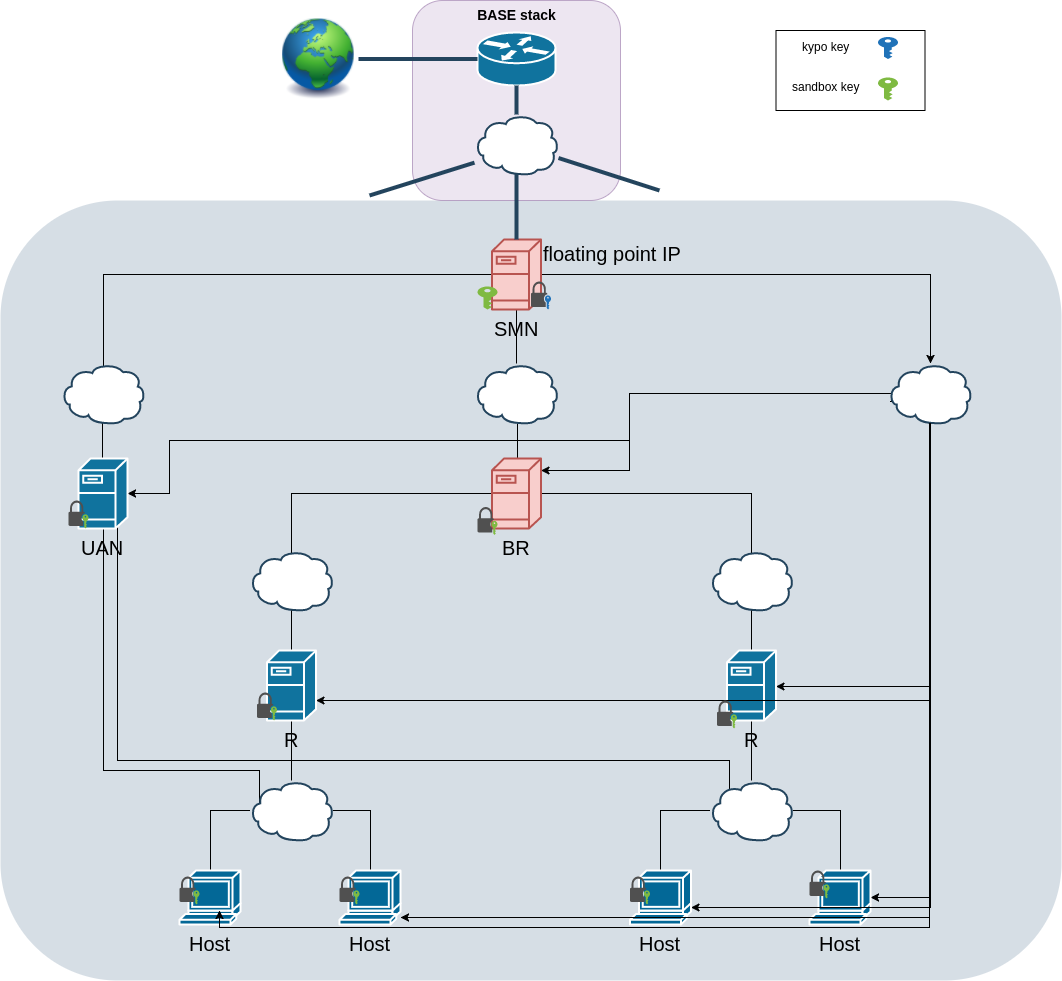 BASE stack
kypo key
sandbox key
floating point IP
SMN
UAN
BR
R
R
Host
Host
Host
Host